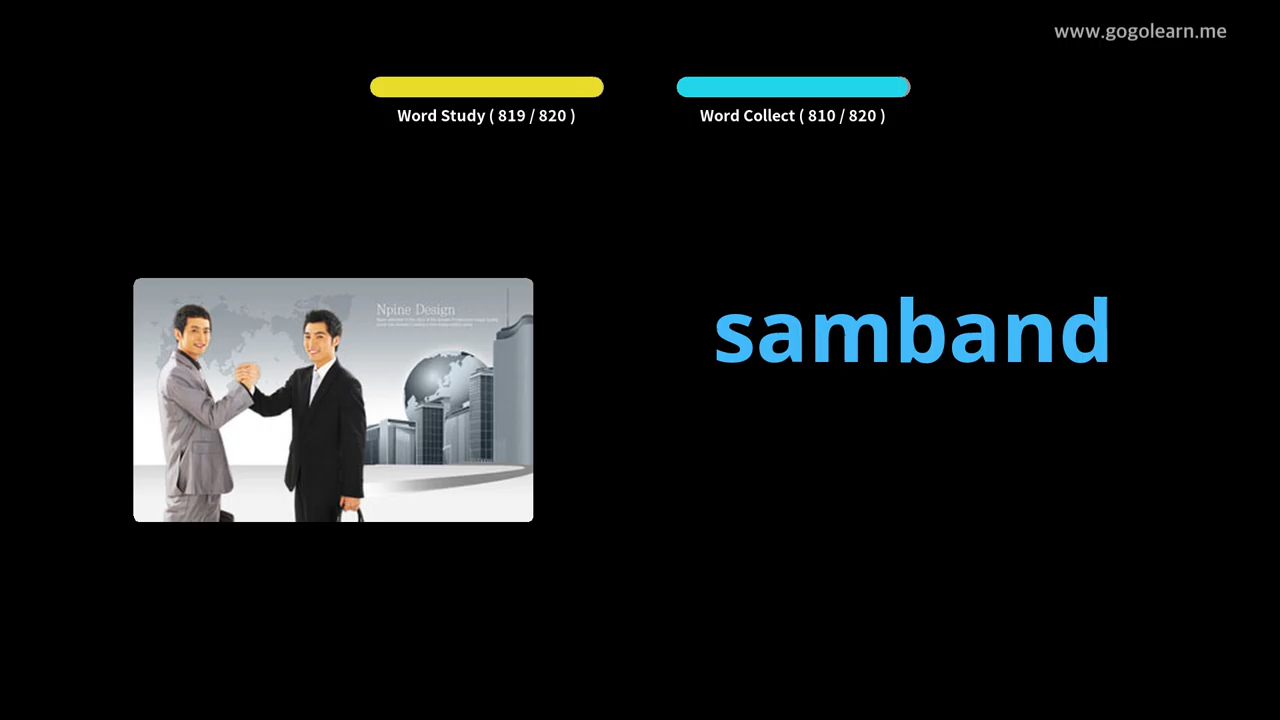 www.gogolearn.me
Word Study ( 819 / 820 )
Word Collect ( 810 / 820 )
Npine Design
samband